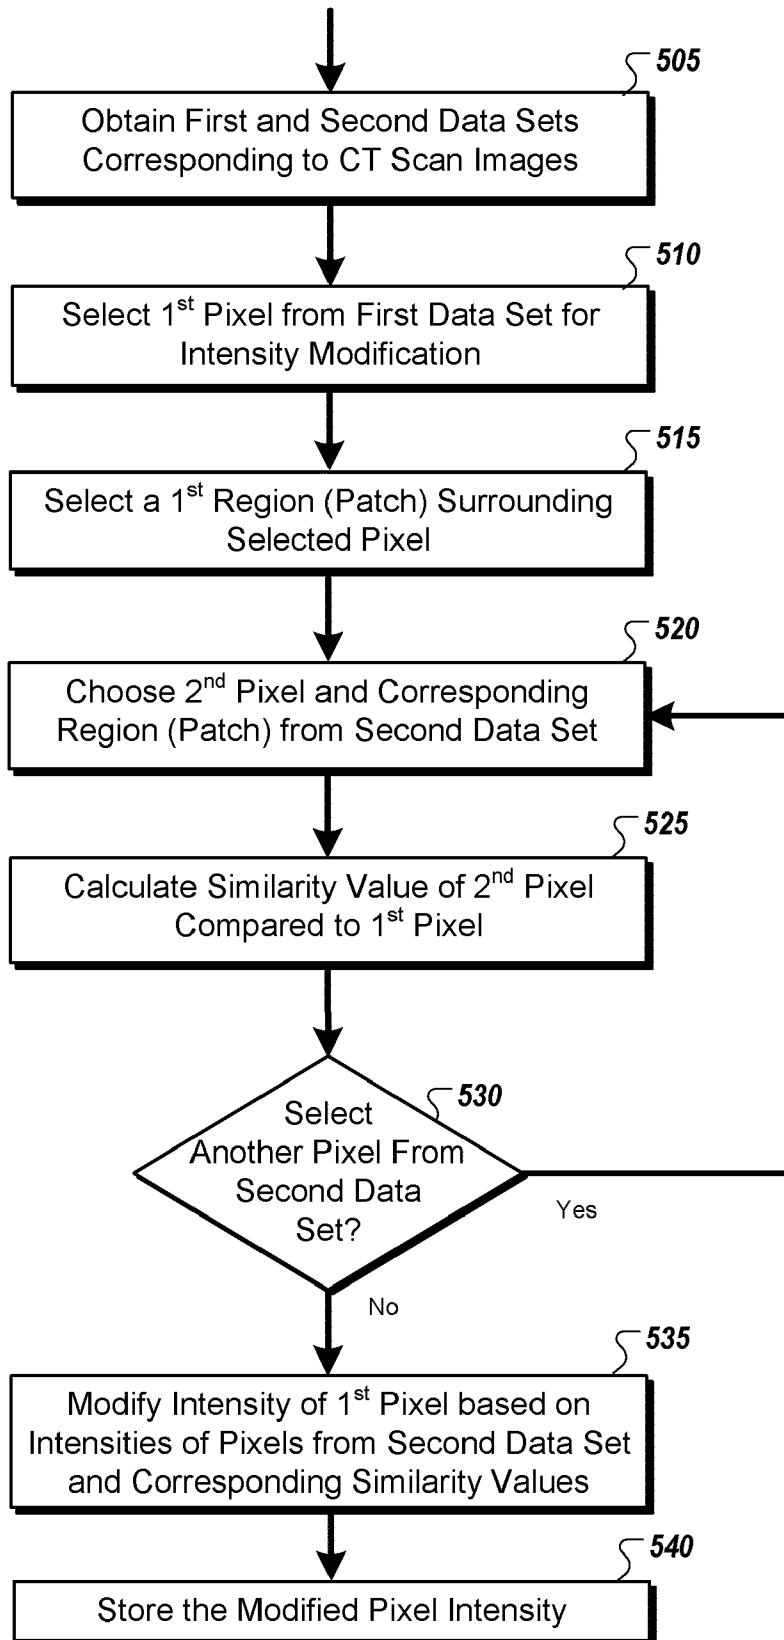 505
Obtain First and Second Data Sets
Corresponding to CT Scan Images
510
Select 1st Pixel from First Data Set for
Intensity Modification
515
Select a 1st Region (Patch) Surrounding
Selected Pixel
520
Choose 2nd Pixel and Corresponding
Region (Patch) from Second Data Set
525
Calculate Similarity Value of 2nd Pixel
Compared to 1st Pixel
530
Select
Another Pixel From
Second Data
Set?
Yes
No
535
Modify Intensity of 1st Pixel based on
Intensities of Pixels from Second Data Set
and Corresponding Similarity Values
540
Store the Modified Pixel Intensity